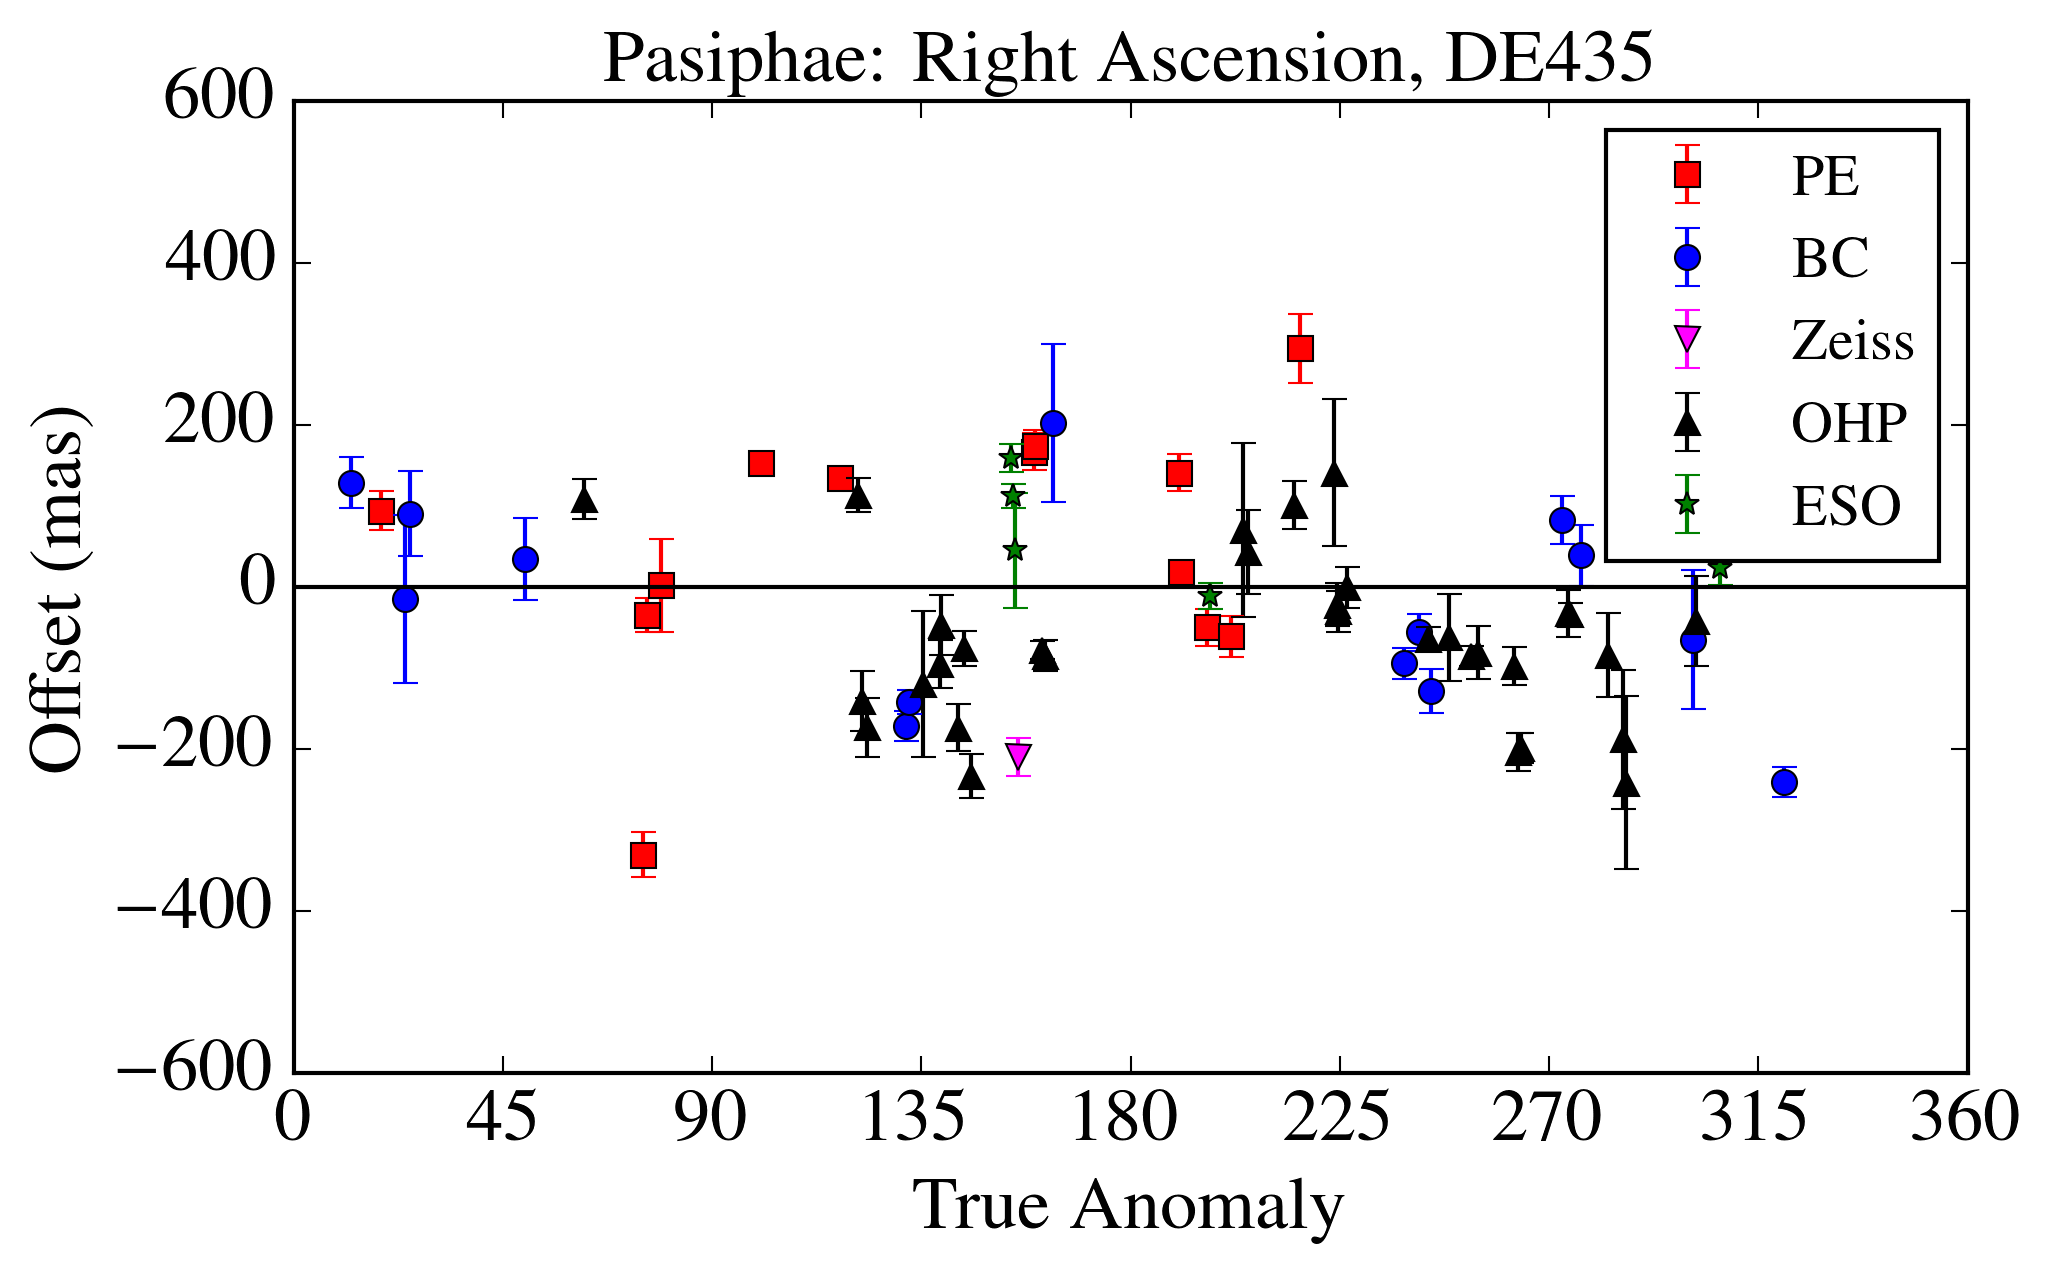 Pasiphae: Right Ascension, DE435
600
400
200
0
−200
−400
−600
Offset (mas)
PE
BC
Zeiss
OHP
ESO
0 45 90 135 180 225 270 315 360
True Anomaly